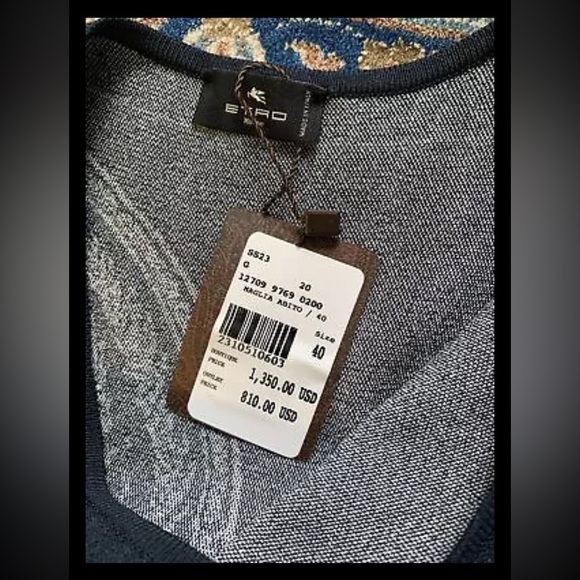 ETRO
MADE IN ITALY
SS23
G 20
12709 9769 0200
MAGLIA ABITO / 40
Size
40
2310510603
BOUTIQUE
PRICE 1,350.00 USD
OUTLET
PRICE 810.00 USD